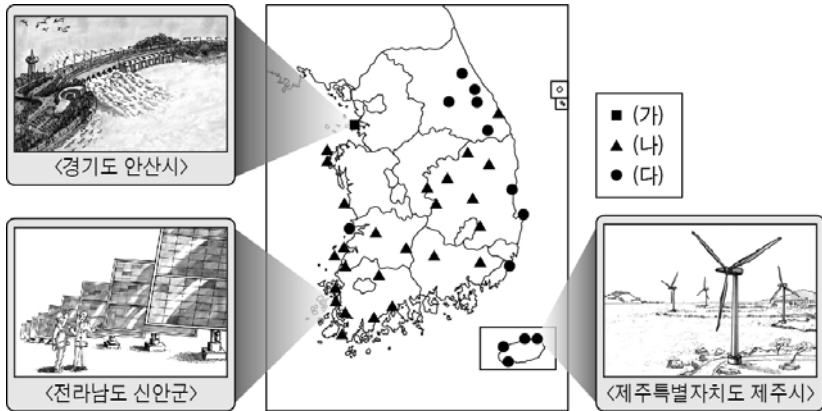 <경기도 안산시>
<전라남도 신안군>
■ (가)
▲ (나)
● (다)
<제주특별자치도 제주시>